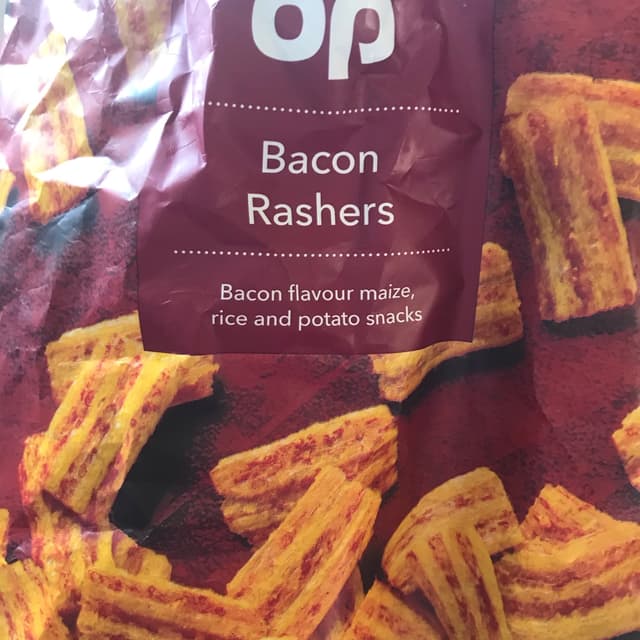 op
Bacon
Rashers
Bacon flavour maize,
rice and potato snacks